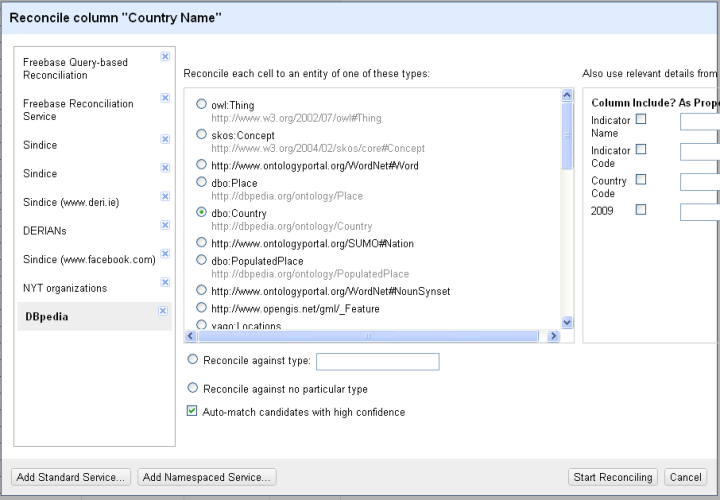 Reconcile column "Country Name"
Freebase Query-based
Reconciliation
Freebase Reconciliation
Service
Sindice
Sindice
Sindice (www.deri.ie)
DERIANs
Sindice (www.facebook.com)
NYT organizations
DBpedia
Reconcile each cell to an entity of one of these types:
owl:Thing
http://www.w3.org/2002/07/owl#Thing
skos:Concept
http://www.w3.org/2004/02/skos/core#Concept
http://www.ontologyportal.org/WordNet#Word
dbo:Place
http://dbpedia.org/ontology/Place
dbo:Country
http://dbpedia.org/ontology/Country
http://www.ontologyportal.org/SUMO#Nation
dbo:PopulatedPlace
http://dbpedia.org/ontology/PopulatedPlace
http://www.ontologyportal.org/WordNet#NounSynset
http://www.opengis.net/gml/_Feature
yago:Locations
Reconcile against type:
Reconcile against no particular type
Auto-match candidates with high confidence
Also use relevant details from
Column Include? As Prope
Indicator
Name
Indicator
Code
Country
Code
2009
Add Standard Service...
Add Namespaced Service...
Start Reconciling
Cancel